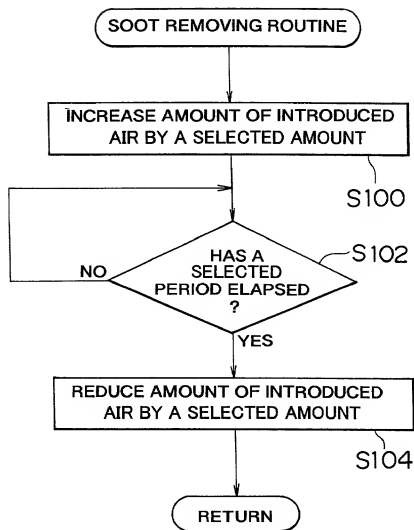 SOOT REMOVING ROUTINE
INCREASE AMOUNT OF INTRODUCED
AIR BY A SELECTED AMOUNT
S100
HAS A
SELECTED
PERIOD ELAPSED
?
S102
NO
YES
REDUCE AMOUNT OF INTRODUCED
AIR BY A SELECTED AMOUNT
S104
RETURN